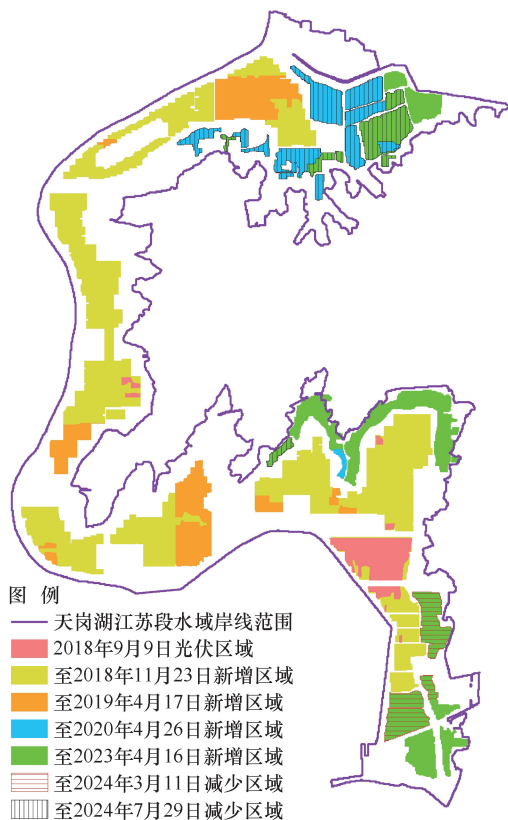 图 例
天岗湖江苏段水域岸线范围
2018年9月9日光伏区域
至2018年11月23日新增区域
至2019年4月17日新增区域
至2020年4月26日新增区域
至2023年4月16日新增区域
至2024年3月11日减少区域
至2024年7月29日减少区域